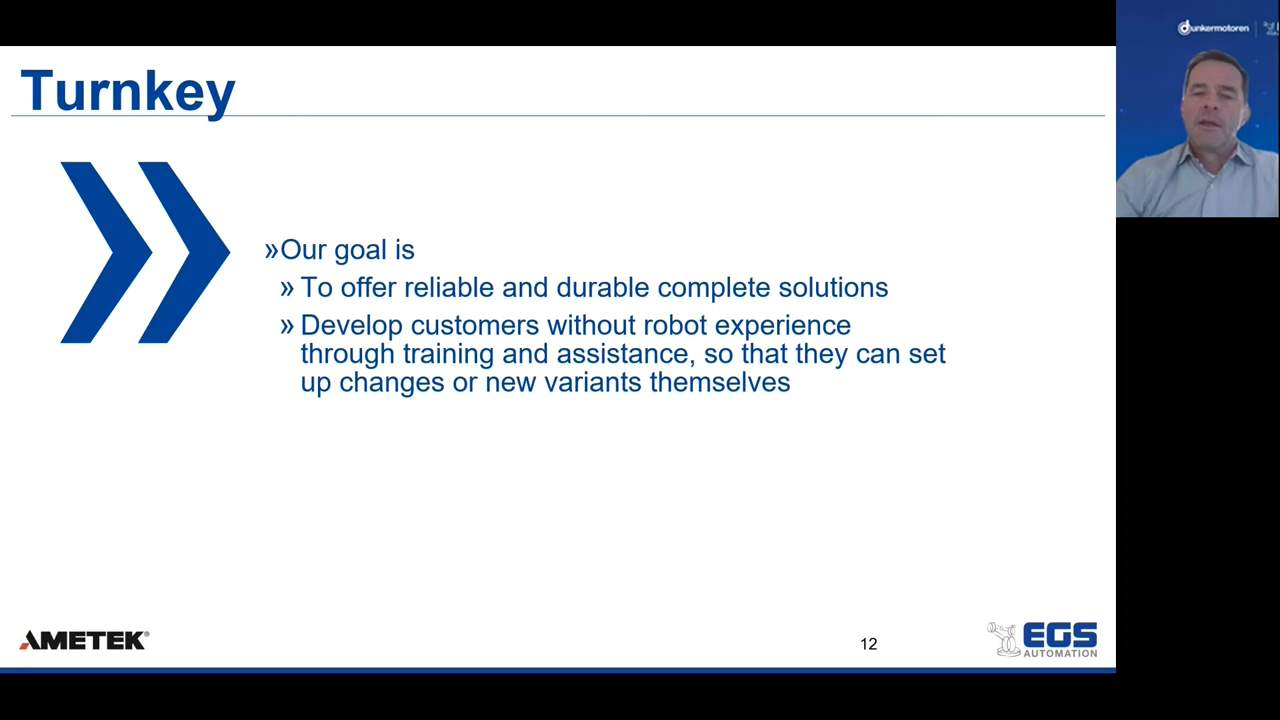 dunkermotoren
Turnkey
»Our goal is
» To offer reliable and durable complete solutions
» Develop customers without robot experience
through training and assistance, so that they can set
up changes or new variants themselves
AMETEK®
12
EGS
AUTOMATION